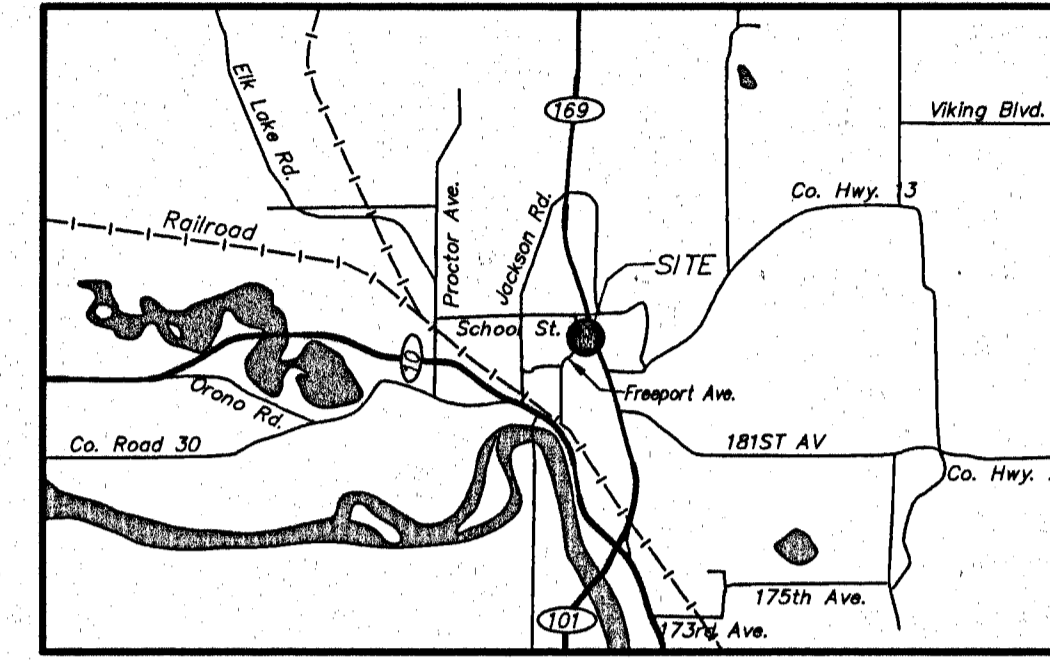 169
Viking Blvd.
Elk Lake Rd.
Co. Hwy. 13
Proctor Ave.
Jackson Rd.
Railroad
SITE
School St.
10
Freeport Ave.
Orono Rd.
Co. Road 30
181ST AV
Co. Hwy.
175th Ave.
101
173rd Ave.